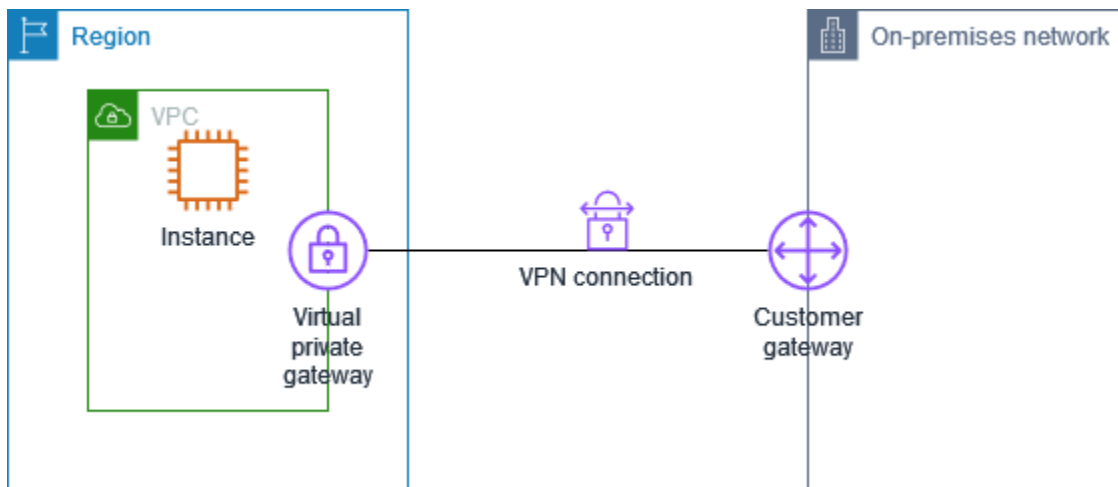 Region
On-premises network
VPC
Instance
VPN connection
Virtual
private
gateway
Customer
gateway